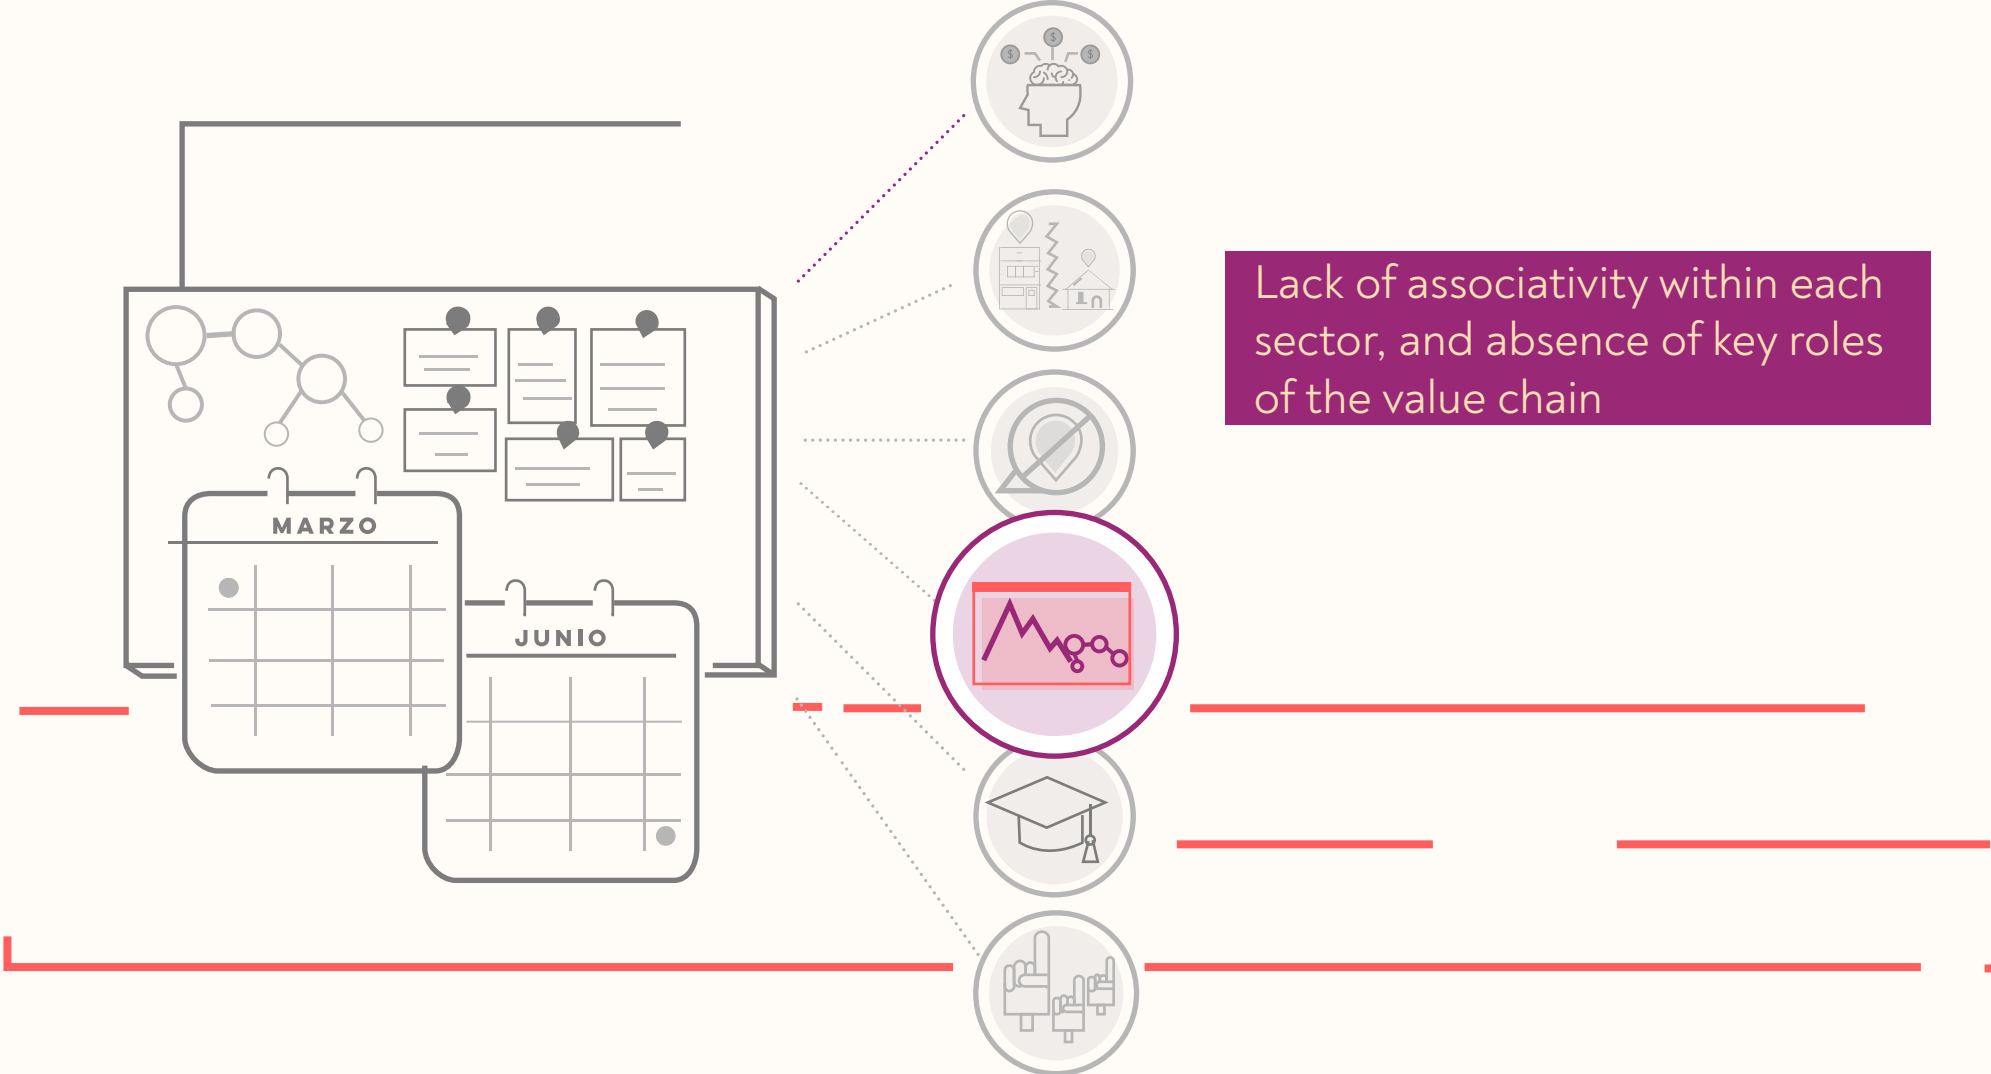 Lack of associativity within each
sector, and absence of key roles
of the value chain
MARZO
JUNIO
$
$
$